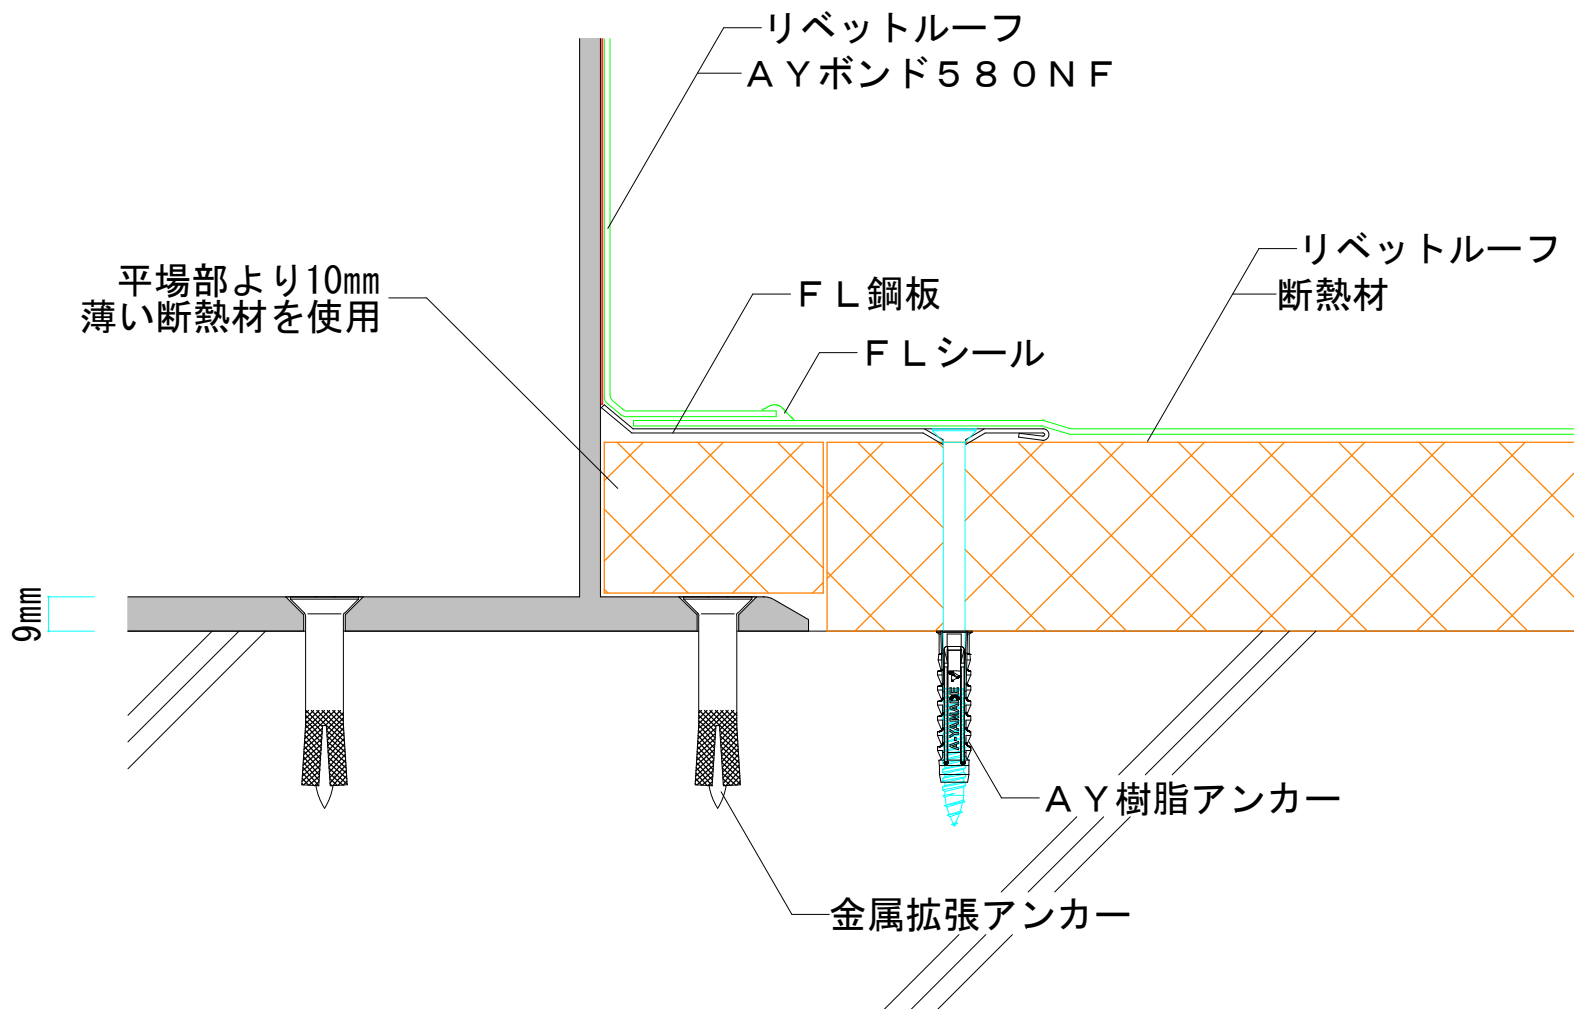 リベットルーフ
ＡＹボンド５８０ＮＦ
平場部より10mm
薄い断熱材を使用
ＦＬ鋼板
ＦＬシール
リベットルーフ
断熱材
9mm
A-YAMADE
ＡＹ樹脂アンカー
金属拡張アンカー